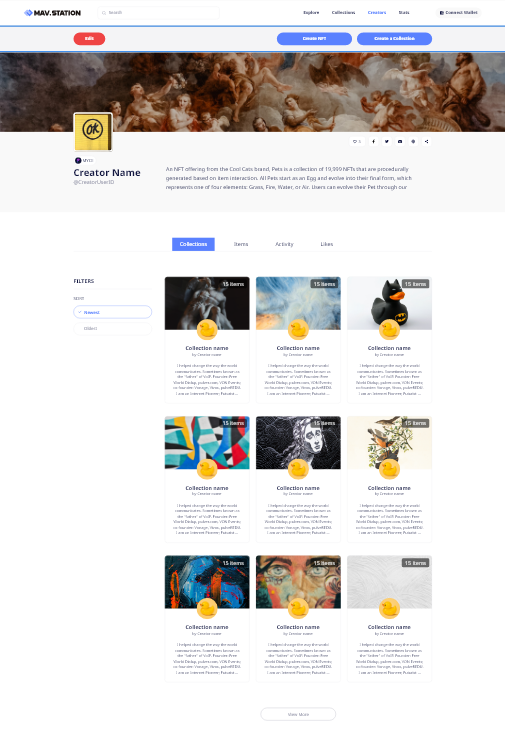 MAV.STATION
Search
Explore
Collections
Creators
Stats
Connect Wallet
Edit
Create NFT
Create a Collection
OK
Creator Name
@CreatorUserID
An NFT offering from the Cool Cats brand, Pets is a collection of 19,999 NFTs that are procedurally
generated based on item interaction. All Pets start as an Egg and evolve into their final form, which
represents one of four elements: Grass, Fire, Water, or Air. Users can evolve their Pet through our
Collections
Items
Activity
Likes
FILTERS
Newest
Oldest
15 items
Collection name
by Creator name
I helped change the way the world
communicates. Sometimes known as
the "father" of VoIP. Founder: Free
World Dialup, pulver.com, VON Events;
co-founder: Vonage, Vivox, pulverMEDIA.
I am an Internet Pioneer, Futurist ...
15 items
Collection name
by Creator name
I helped change the way the world
communicates. Sometimes known as
the "father" of VoIP. Founder: Free
World Dialup, pulver.com, VON Events;
co-founder: Vonage, Vivox, pulverMEDIA.
I am an Internet Pioneer, Futurist ...
15 items
Collection name
by Creator name
I helped change the way the world
communicates. Sometimes known as
the "father" of VoIP. Founder: Free
World Dialup, pulver.com, VON Events;
co-founder: Vonage, Vivox, pulverMEDIA.
I am an Internet Pioneer, Futurist ...
15 items
Collection name
by Creator name
I helped change the way the world
communicates. Sometimes known as
the "father" of VoIP. Founder: Free
World Dialup, pulver.com, VON Events;
co-founder: Vonage, Vivox, pulverMEDIA.
I am an Internet Pioneer, Futurist ...
15 items
Collection name
by Creator name
I helped change the way the world
communicates. Sometimes known as
the "father" of VoIP. Founder: Free
World Dialup, pulver.com, VON Events;
co-founder: Vonage, Vivox, pulverMEDIA.
I am an Internet Pioneer, Futurist ...
15 items
Collection name
by Creator name
I helped change the way the world
communicates. Sometimes known as
the "father" of VoIP. Founder: Free
World Dialup, pulver.com, VON Events;
co-founder: Vonage, Vivox, pulverMEDIA.
I am an Internet Pioneer, Futurist ...
15 items
Collection name
by Creator name
I helped change the way the world
communicates. Sometimes known as
the "father" of VoIP. Founder: Free
World Dialup, pulver.com, VON Events;
co-founder: Vonage, Vivox, pulverMEDIA.
I am an Internet Pioneer, Futurist ...
15 items
Collection name
by Creator name
I helped change the way the world
communicates. Sometimes known as
the "father" of VoIP. Founder: Free
World Dialup, pulver.com, VON Events;
co-founder: Vonage, Vivox, pulverMEDIA.
I am an Internet Pioneer, Futurist ...
15 items
Collection name
by Creator name
I helped change the way the world
communicates. Sometimes known as
the "father" of VoIP. Founder: Free
World Dialup, pulver.com, VON Events;
co-founder: Vonage, Vivox, pulverMEDIA.
I am an Internet Pioneer, Futurist ...
View More